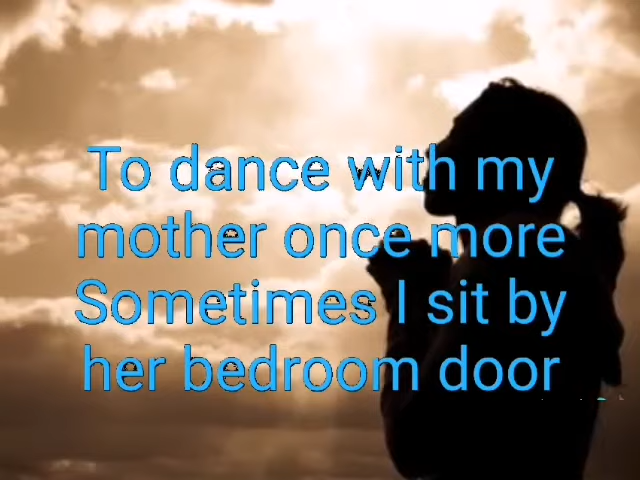 To dance with my
mother once more
Sometimes I sit by
her bedroom door